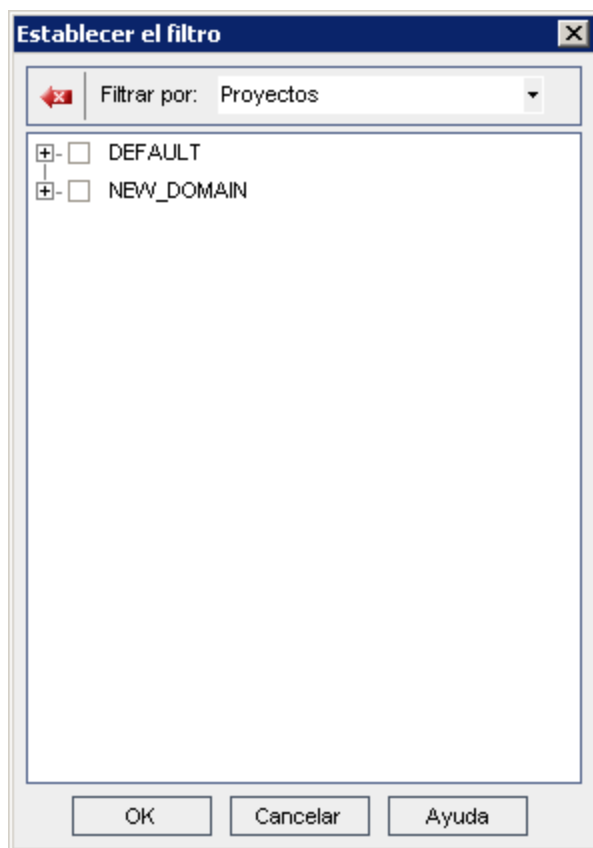 Establecer el filtro
Filtrar por: Proyectos
DEFAULT
NEW_DOMAIN
OK Cancelar Ayuda